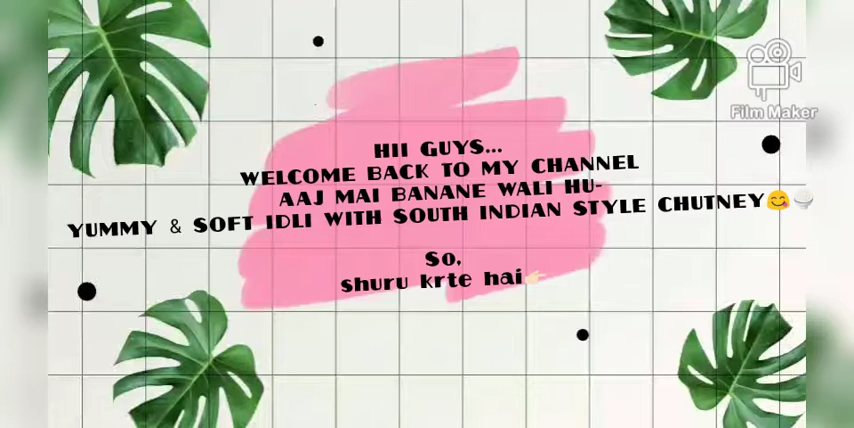 HII GUYS...
WELCOME BACK TO MY CHANNEL
AAJ MAI BANANE WALI HU-
YUMMY & SOFT IDLI WITH SOUTH INDIAN STYLE CHUTNEY😋🍚
So,
shuru krte hai👉🏻
Film Maker